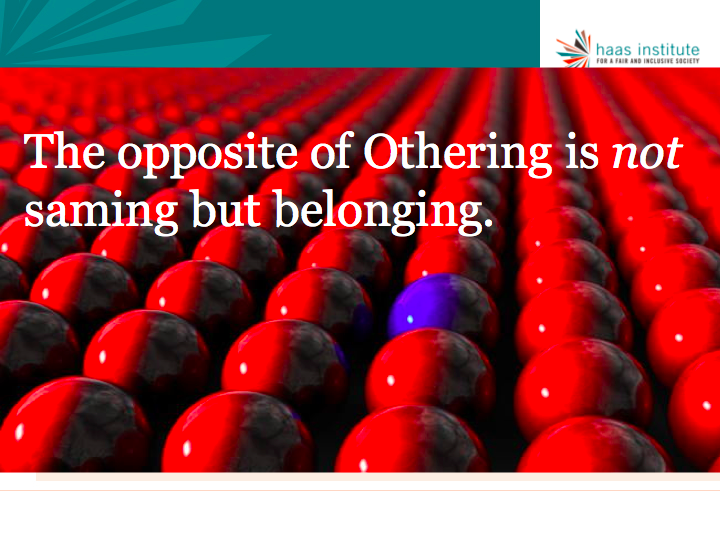 haas institute
FOR A FAIR AND INCLUSIVE SOCIETY
The opposite of Othering is not
saming but belonging.